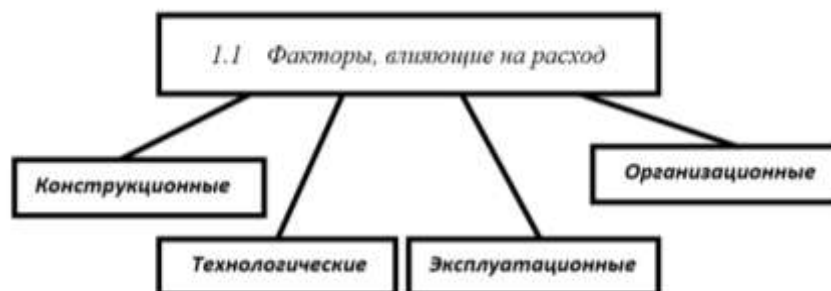 1.1 Факторы, влияющие на расход
Конструкционные
Организационные
Технологические
Эксплуатационные